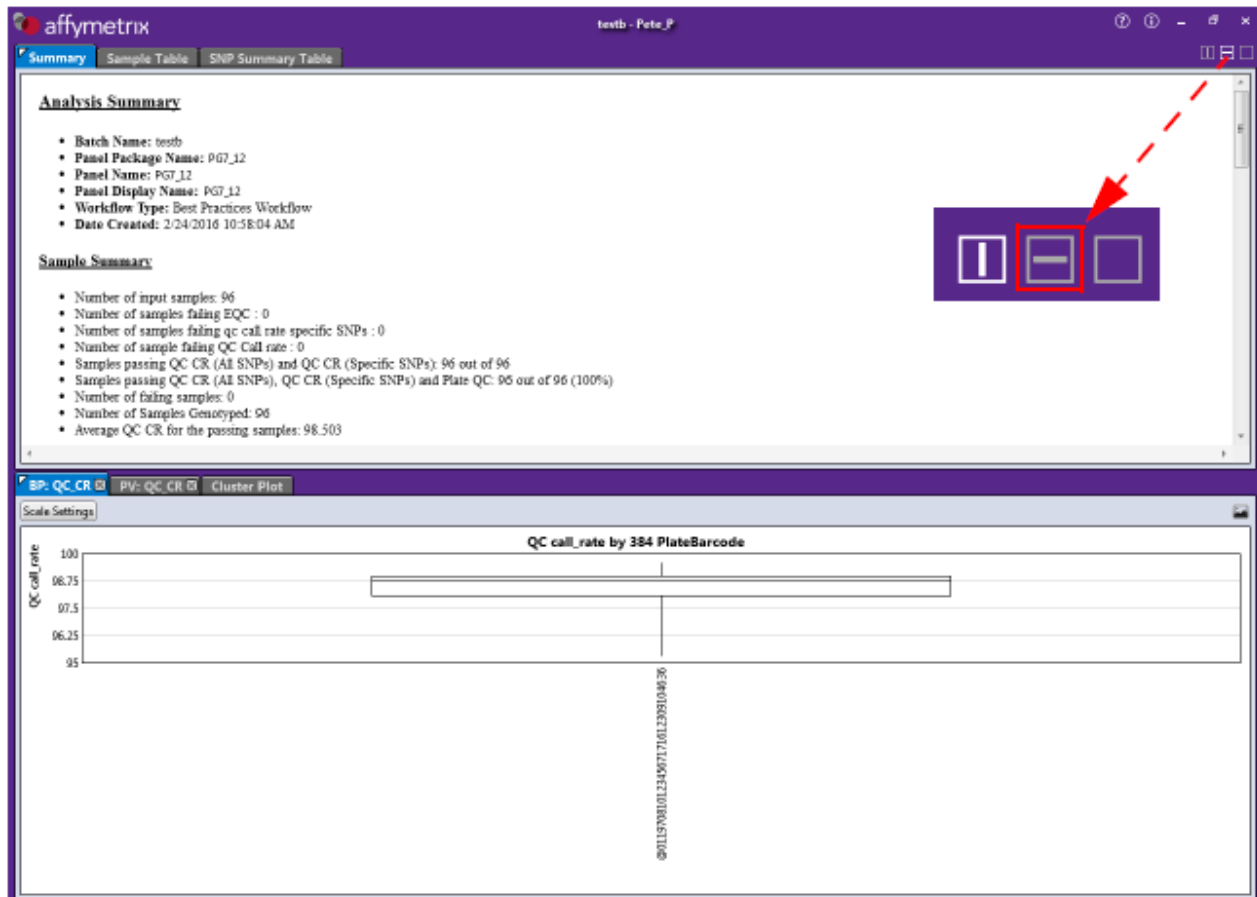 affymetrix
testb - Pete_P
Summary Sample Table SNP Summary Table
Analysis Summary
• Batch Name: testb
• Panel Package Name: PG7_12
• Panel Name: PG7_12
• Panel Display Name: PG7_12
• Workflow Type: Best Practices Workflow
• Date Created: 2/24/2016 10:58:04 AM
Sample Summary
• Number of input samples: 96
• Number of samples failing EQC : 0
• Number of samples failing qc call rate specific SNPs : 0
• Number of sample failing QC Call rate : 0
• Samples passing QC CR (All SNPs) and QC CR (Specific SNPs): 96 out of 96
• Samples passing QC CR (All SNPs), QC CR (Specific SNPs) and Plate QC: 96 out of 96 (100%)
• Number of failing samples: 0
• Number of Samples Genotyped: 96
• Average QC CR for the passing samples: 98.503
BP: QC_CR PV: QC_CR Cluster Plot
Scale Settings
QC call_rate by 384 PlateBarcode
QC call_rate
100
98.75
97.5
96.25
95